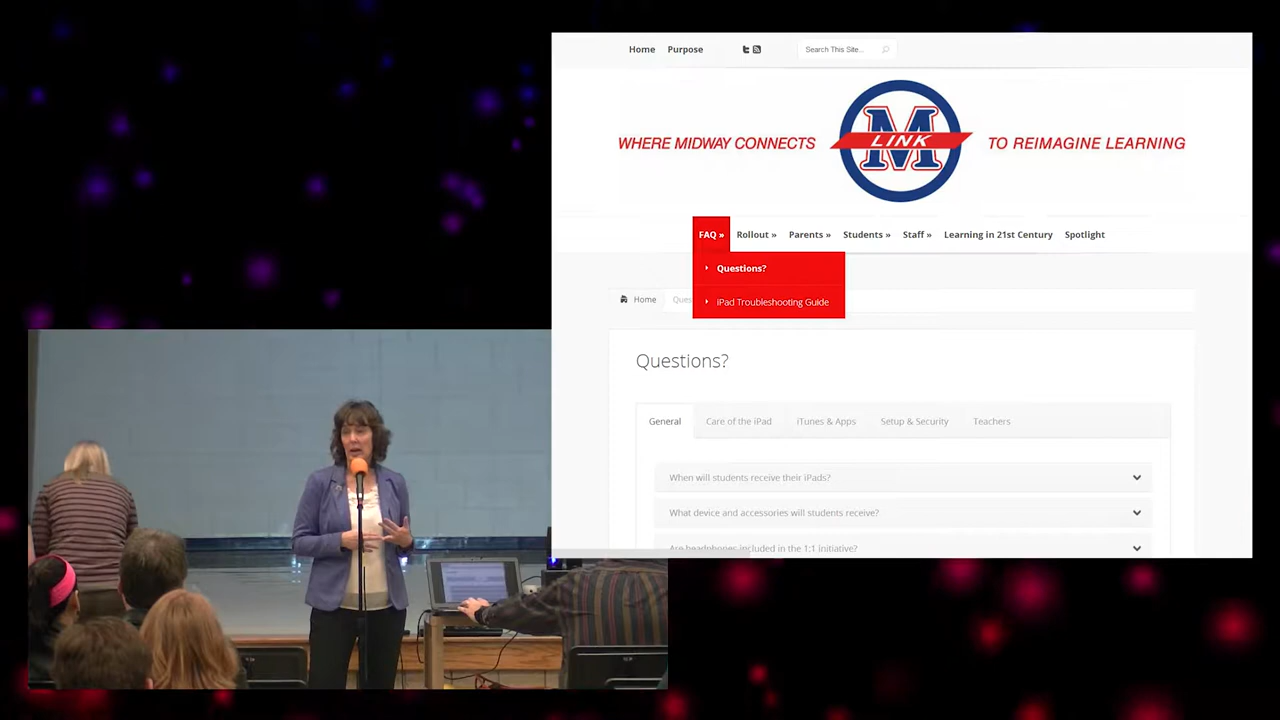 Home Purpose Search This Site...
WHERE MIDWAY CONNECTS M LINK TO REIMAGINE LEARNING
FAQ » Rollout » Parents » Students » Staff » Learning in 21st Century Spotlight
Questions?
iPad Troubleshooting Guide
Home Ques
Questions?
General Care of the iPad iTunes & Apps Setup & Security Teachers
When will students receive their iPads?
What device and accessories will students receive?
Are headphones included in the 1:1 Initiative?